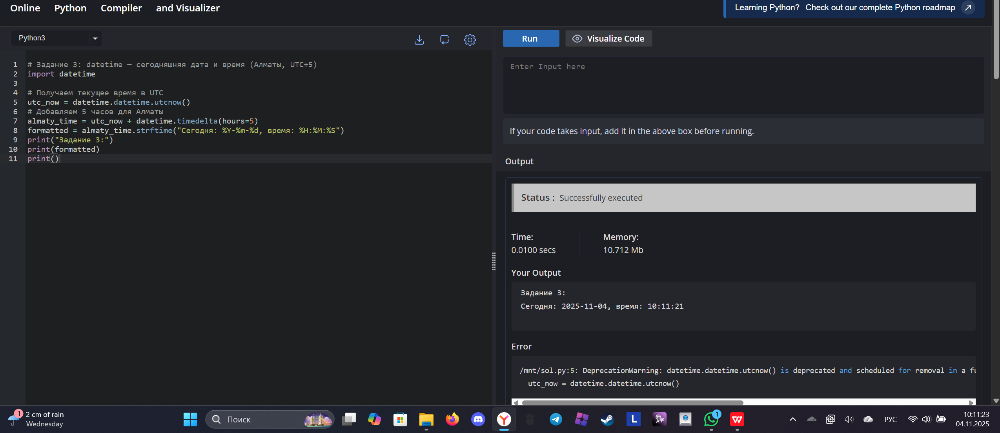 Online Python Compiler and Visualizer
Learning Python? Check out our complete Python roadmap
Python3
Run
Visualize Code
1 # Задание 3: datetime — сегодняшняя дата и время (Алматы, UTC+5)
2 import datetime
3
4 # Получаем текущее время в UTC
5 utc_now = datetime.datetime.utcnow()
6 # Добавляем 5 часов для Алматы
7 almaty_time = utc_now + datetime.timedelta(hours=5)
8 formatted = almaty_time.strftime("Сегодня: %Y-%m-%d, время: %H:%M:%S")
9 print("Задание 3:")
10 print(formatted)
11 print()
Enter Input here
If your code takes input, add it in the above box before running.
Output
Status : Successfully executed
Time:
0.0100 secs
Memory:
10.712 Mb
Your Output
Задание 3:
Сегодня: 2025-11-04, время: 10:11:21
Error
/mnt/sol.py:5: DeprecationWarning: datetime.datetime.utcnow() is deprecated and scheduled for removal in a fu
utc_now = datetime.datetime.utcnow()
1
2 cm of rain
Wednesday
Поиск
L
1
РУС
10:11:23
04.11.2025